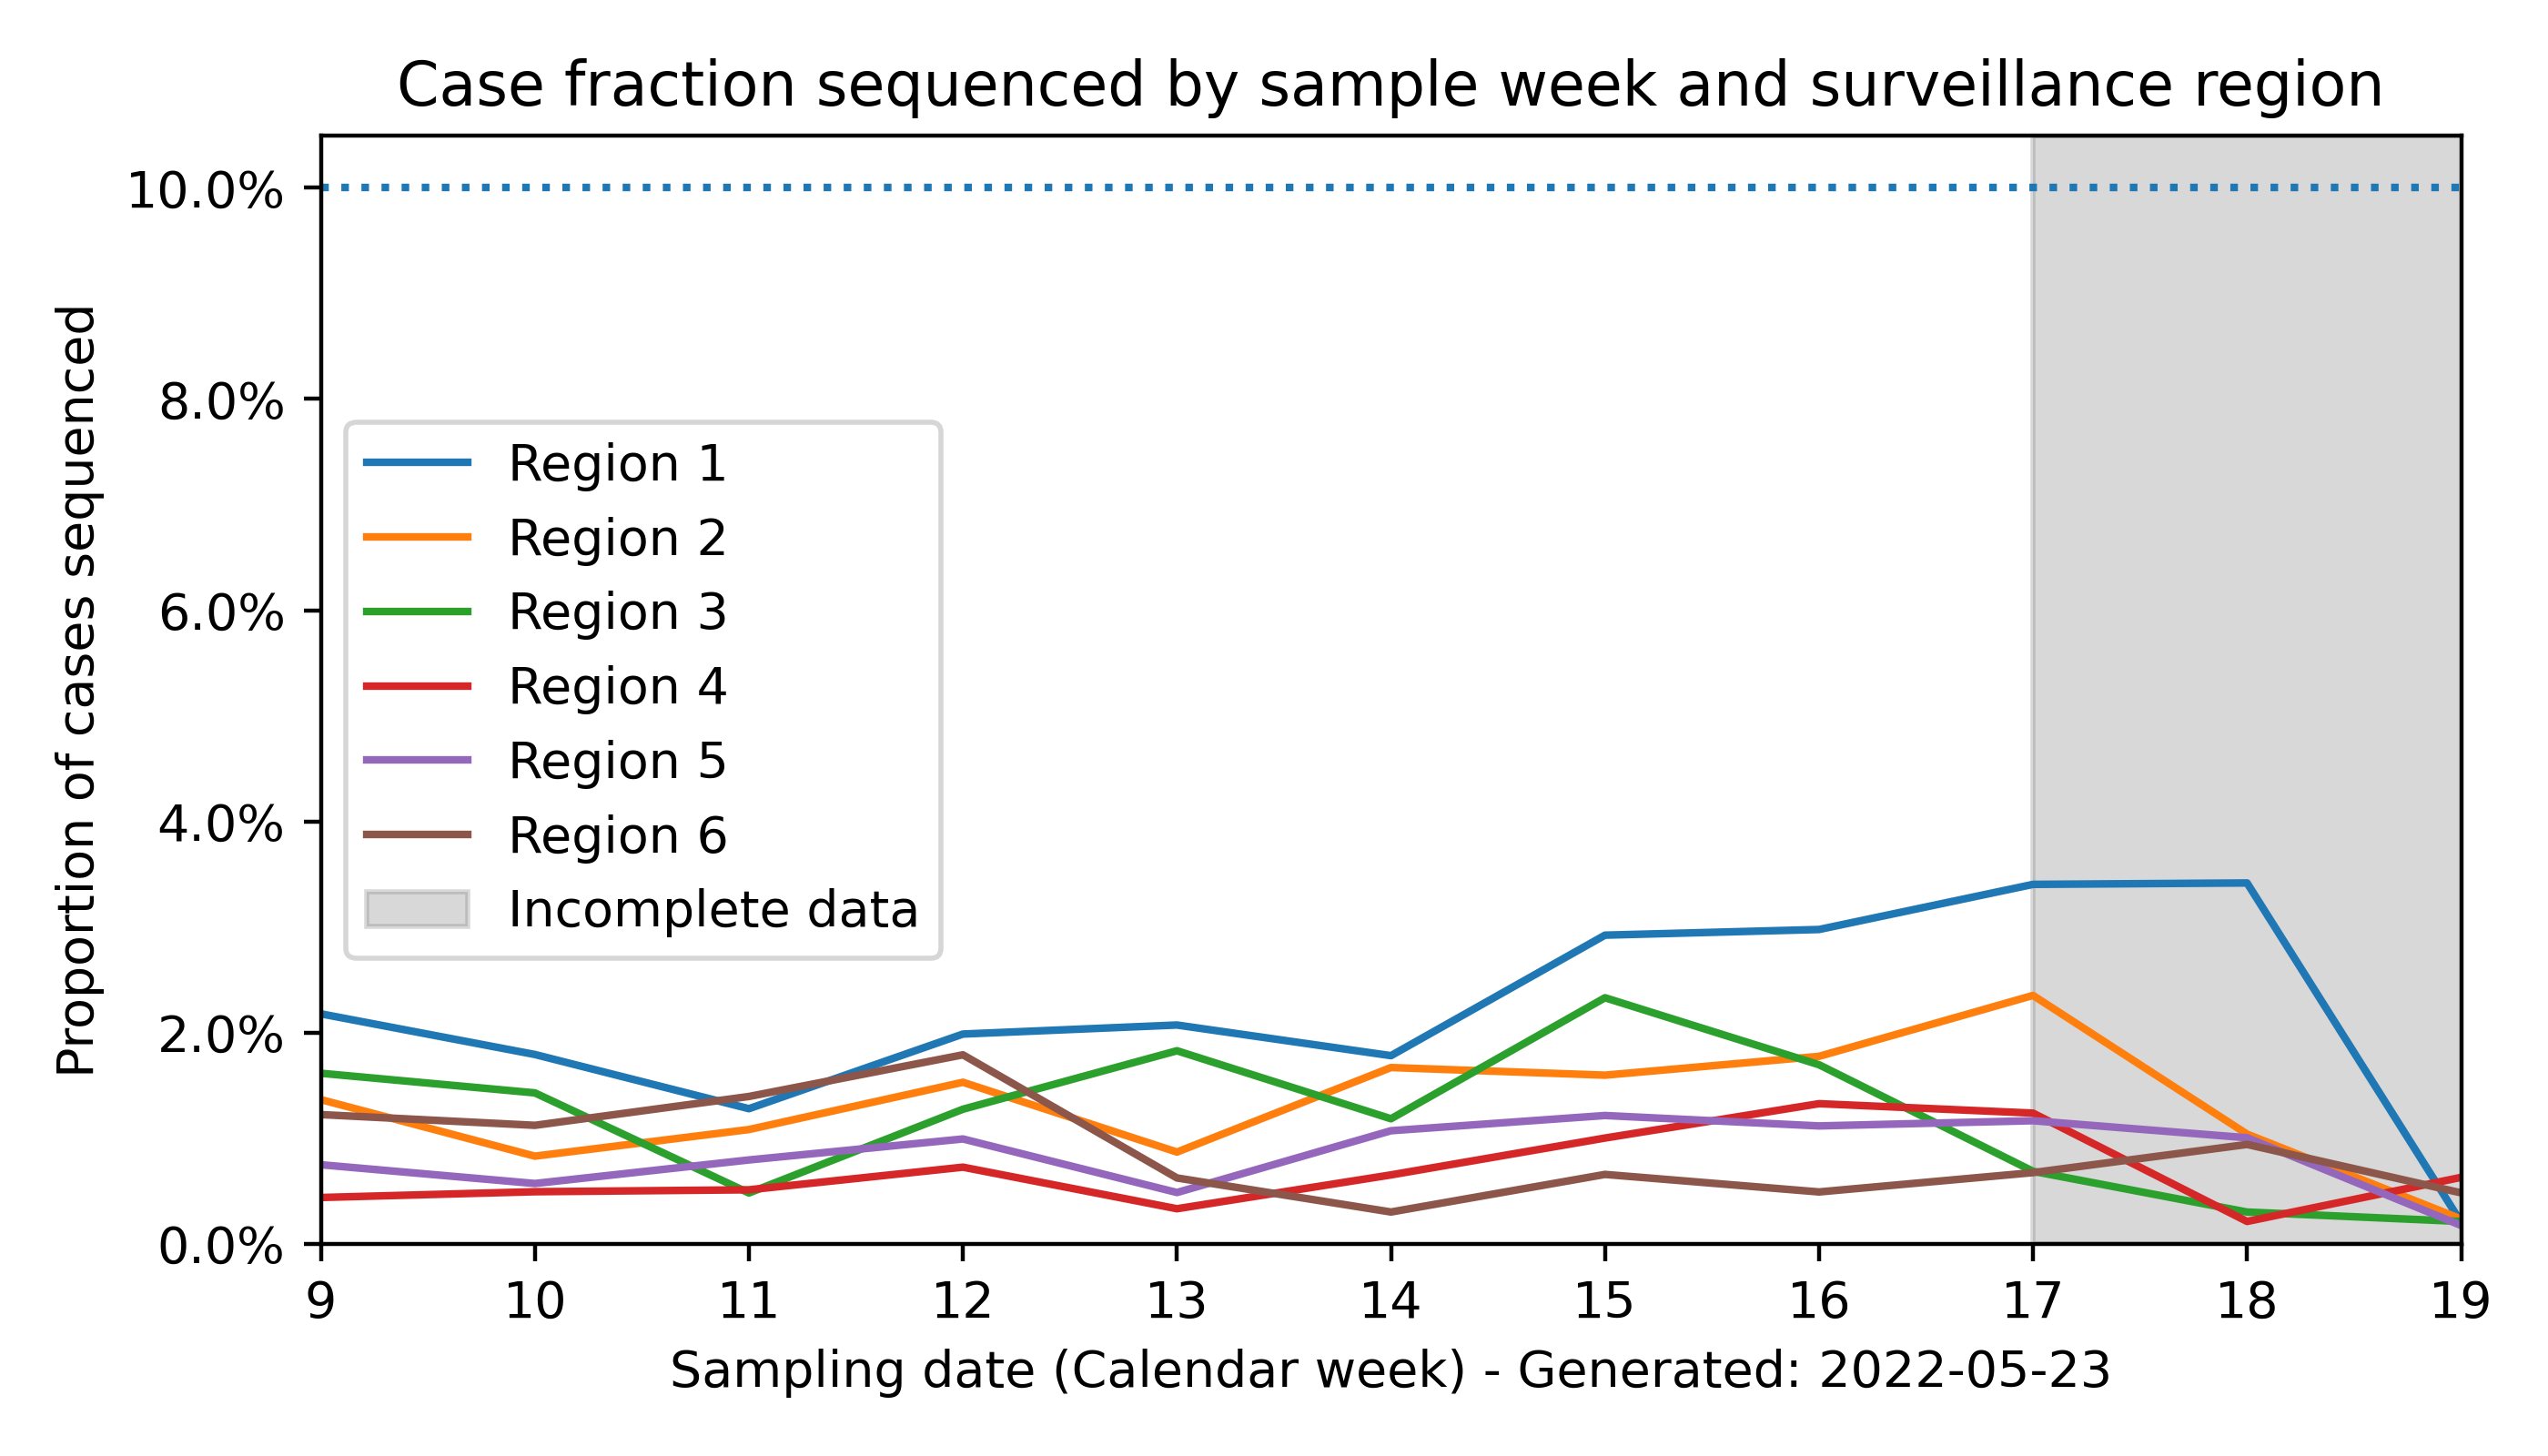 Case fraction sequenced by sample week and surveillance region
Proportion of cases sequenced
10.0%
8.0%
6.0%
4.0%
2.0%
0.0%
Region 1
Region 2
Region 3
Region 4
Region 5
Region 6
Incomplete data
9 10 11 12 13 14 15 16 17 18 19
Sampling date (Calendar week) - Generated: 2022-05-23